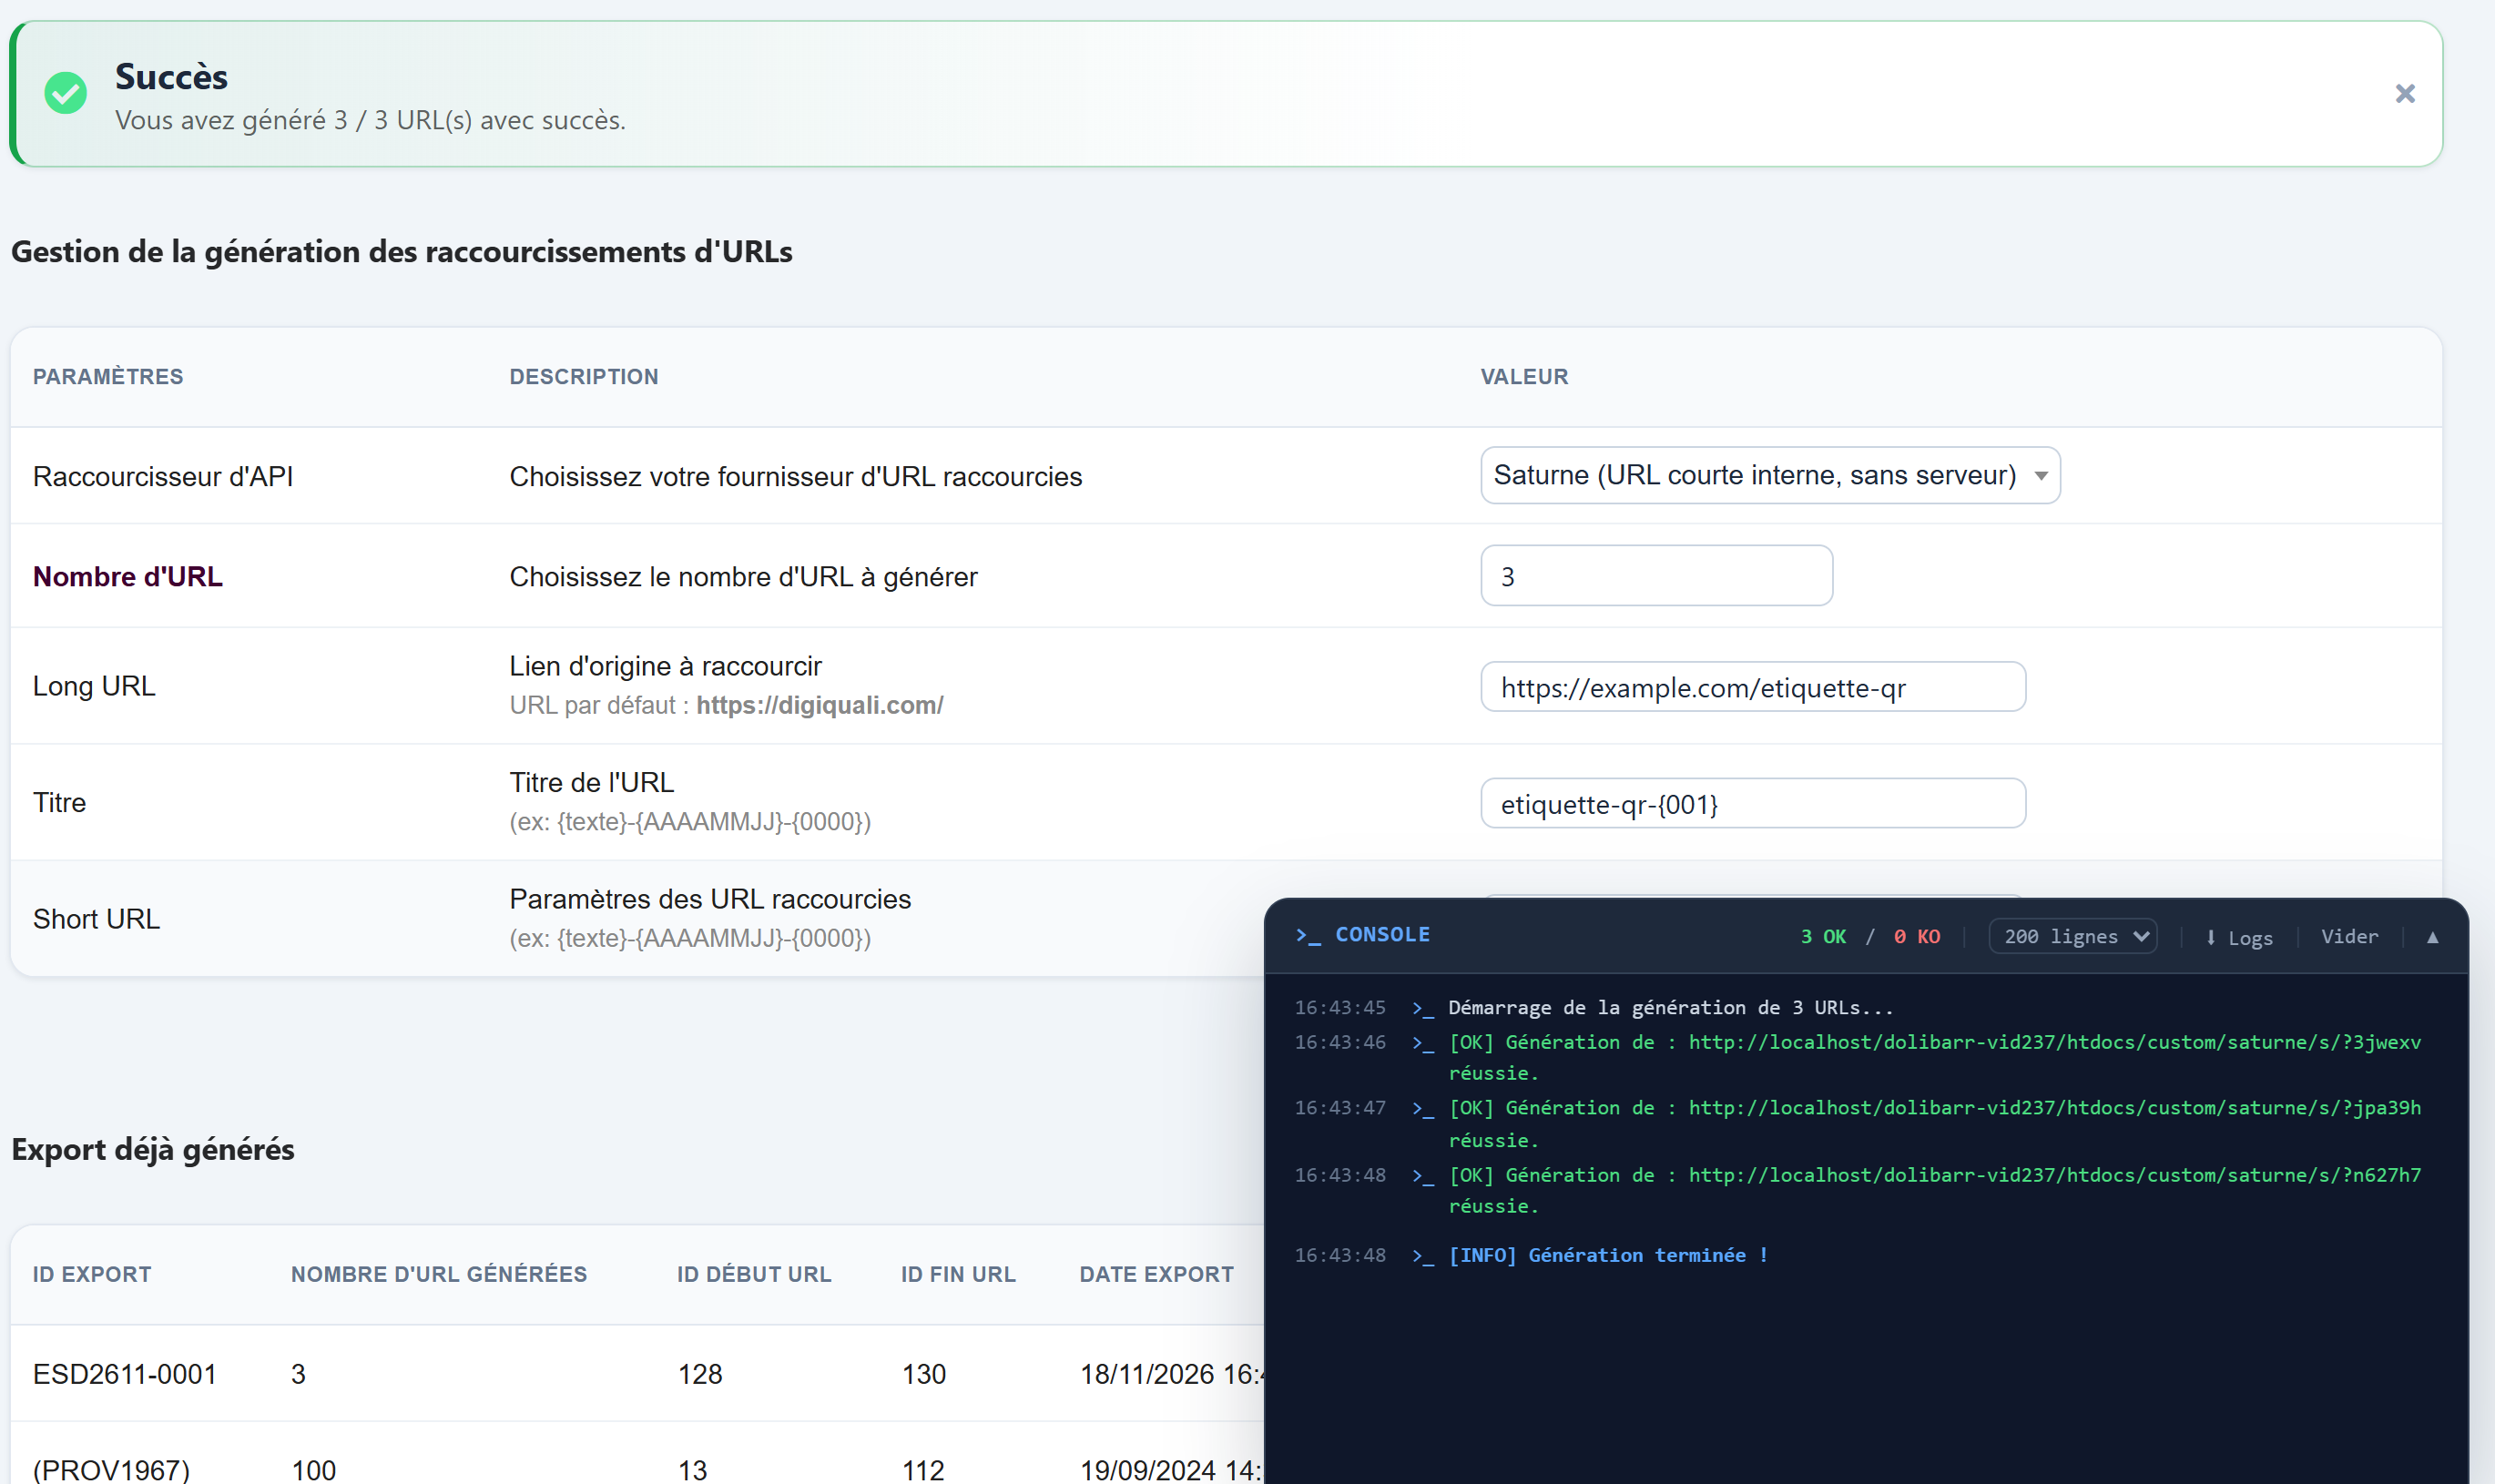 Succès
Vous avez généré 3 / 3 URL(s) avec succès.
Gestion de la génération des raccourcissements d'URLs
PARAMÈTRES DESCRIPTION VALEUR
Raccourcisseur d'API Choisissez votre fournisseur d'URL raccourcies Saturne (URL courte interne, sans serveur)
Nombre d'URL Choisissez le nombre d'URL à générer 3
Long URL Lien d'origine à raccourcir https://example.com/etiquette-qr
URL par défaut : https://digiquali.com/
Titre Titre de l'URL etiquette-qr-{001}
(ex: {texte}-{AAAAMMJJ}-{0000})
Short URL Paramètres des URL raccourcies
(ex: {texte}-{AAAAMMJJ}-{0000})
>_ CONSOLE 3 OK / 0 KO 200 lignes Logs Vider
16:43:45 >_ Démarrage de la génération de 3 URLs...
16:43:46 >_ [OK] Génération de : http://localhost/dolibarr-vid237/htdocs/custom/saturne/s/?3jwexv
réussie.
16:43:47 >_ [OK] Génération de : http://localhost/dolibarr-vid237/htdocs/custom/saturne/s/?jpa39h
réussie.
16:43:48 >_ [OK] Génération de : http://localhost/dolibarr-vid237/htdocs/custom/saturne/s/?n627h7
réussie.
16:43:48 >_ [INFO] Génération terminée !
Export déjà générés
ID EXPORT NOMBRE D'URL GÉNÉRÉES ID DÉBUT URL ID FIN URL DATE EXPORT
ESD2611-0001 3 128 130 18/11/2026 16:
(PROV1967) 100 13 112 19/09/2024 14: